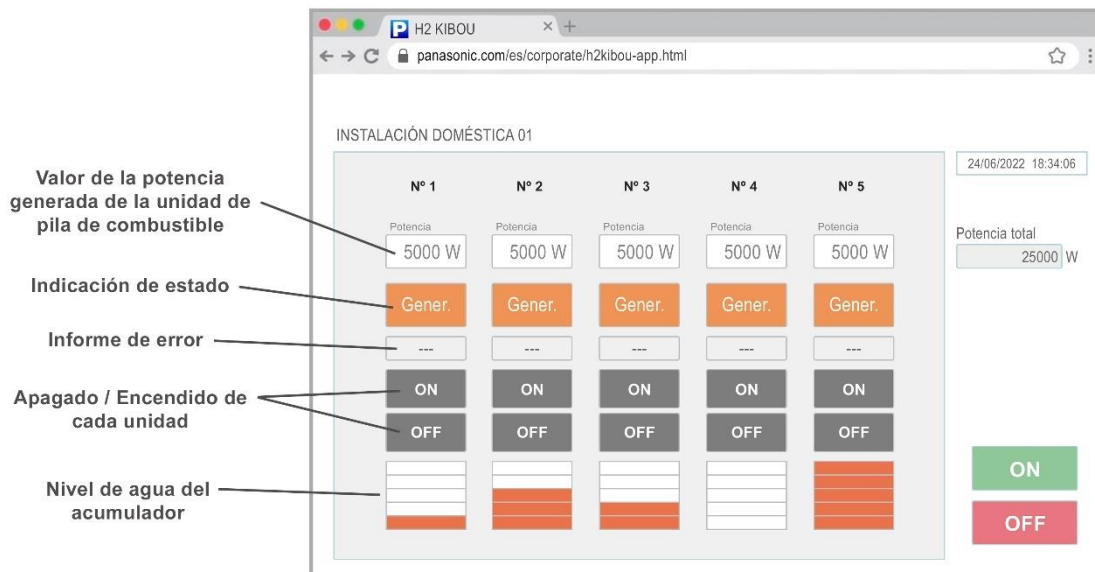 H2 KIBOU
panasonic.com/es/corporate/h2kibou-app.html
INSTALACIÓN DOMÉSTICA 01
24/06/2022 18:34:06
Nº 1 Nº 2 Nº 3 Nº 4 Nº 5
Valor de la potencia
generada de la unidad de
pila de combustible
Potencia Potencia Potencia Potencia Potencia
5000 W 5000 W 5000 W 5000 W 5000 W
Potencia total
25000 W
Indicación de estado
Gener. Gener. Gener. Gener. Gener.
Informe de error
--- --- --- --- ---
Apagado / Encendido de
cada unidad
ON ON ON ON ON
OFF OFF OFF OFF OFF
Nivel de agua del
acumulador
ON
OFF